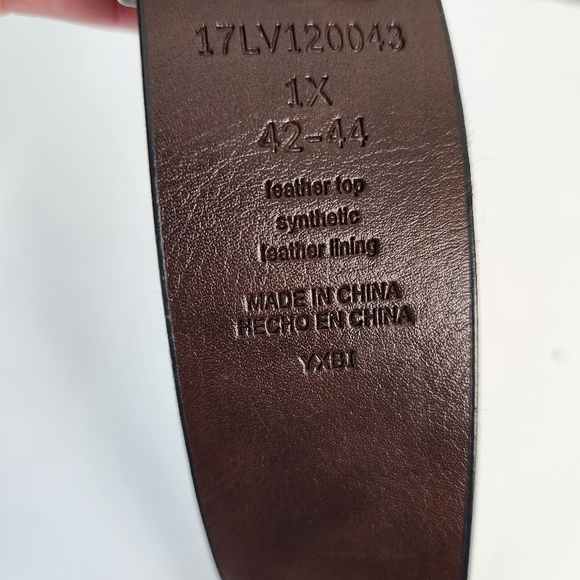 17LV120043
1X
42-44
leather top
synthetic
leather lining
MADE IN CHINA
HECHO EN CHINA
YXBI